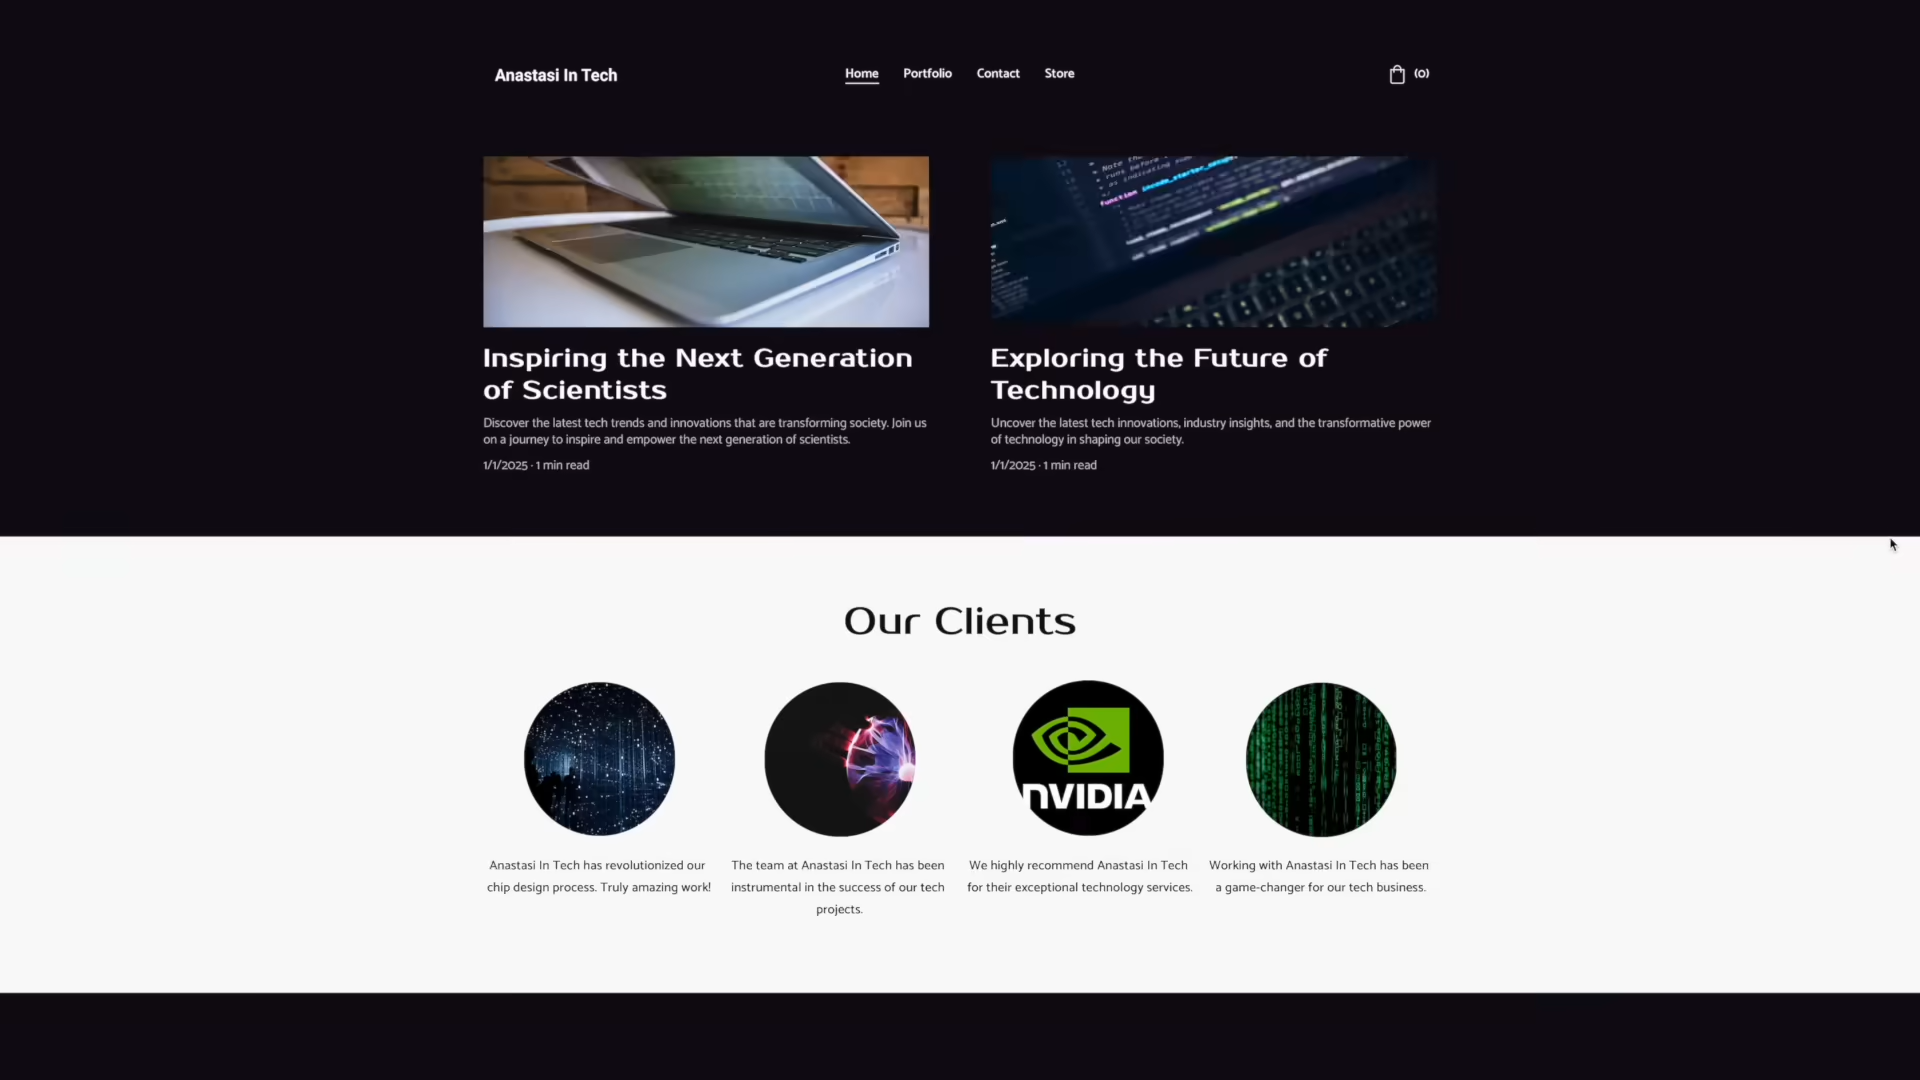 Anastasi In Tech
Home
Portfolio
Contact
Store
(0)
function
Inspiring the Next Generation
of Scientists
Discover the latest tech trends and innovations that are transforming society. Join us
on a journey to inspire and empower the next generation of scientists.
1/1/2025 · 1 min read
Exploring the Future of
Technology
Uncover the latest tech innovations, industry insights, and the transformative power
of technology in shaping our society.
1/1/2025 · 1 min read
Our Clients
NVIDIA
Anastasi In Tech has revolutionized our
chip design process. Truly amazing work!
The team at Anastasi In Tech has been
instrumental in the success of our tech
projects.
We highly recommend Anastasi In Tech
for their exceptional technology services.
Working with Anastasi In Tech has been
a game-changer for our tech business.